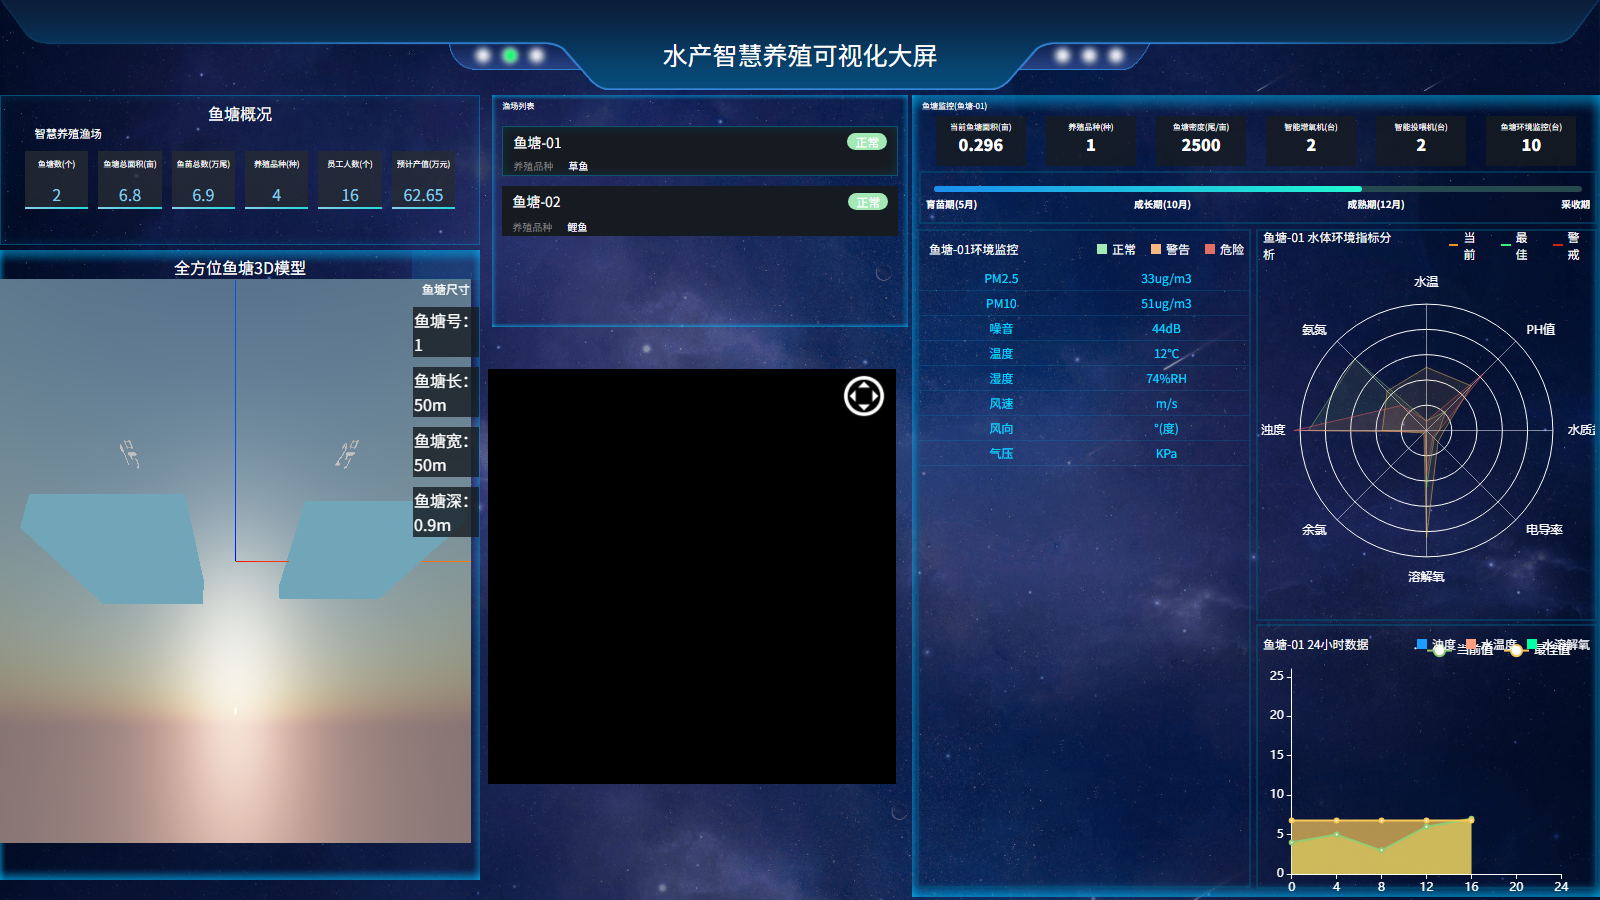 水产智慧养殖可视化大屏
鱼塘概况
智慧养殖渔场
鱼塘数(个) 鱼塘总面积(亩) 鱼苗总数(万尾) 养殖品种(种) 员工人数(个) 预计产值(万元)
2 6.8 6.9 4 16 62.65
全方位鱼塘3D模型
鱼塘尺寸
鱼塘号:
1
鱼塘长:
50m
鱼塘宽:
50m
鱼塘深:
0.9m
渔场列表
鱼塘-01 正常
养殖品种 草鱼
鱼塘-02 正常
养殖品种 鲤鱼
鱼塘监控(鱼塘-01)
当前鱼塘面积(亩) 养殖品种(种) 鱼塘密度(尾/亩) 智能增氧机(台) 智能投喂机(台) 鱼塘环境监控(台)
0.296 1 2500 2 2 10
育苗期(5月) 成长期(10月) 成熟期(12月) 采收期
鱼塘-01环境监控 正常 警告 危险
PM2.5 33ug/m3
PM10 51ug/m3
噪音 44dB
温度 12°C
湿度 74%RH
风速 m/s
风向 °(度)
气压 KPa
鱼塘-01 水体环境指标分
析
当
前
最
佳
警
戒
水温
氨氮 PH值
浊度 水质
余氯 电导率
溶解氧
鱼塘-01 24小时数据 浊度 水温度 水溶解氧
当前值 最佳值
25
20
15
10
5
0
0 4 8 12 16 20 24